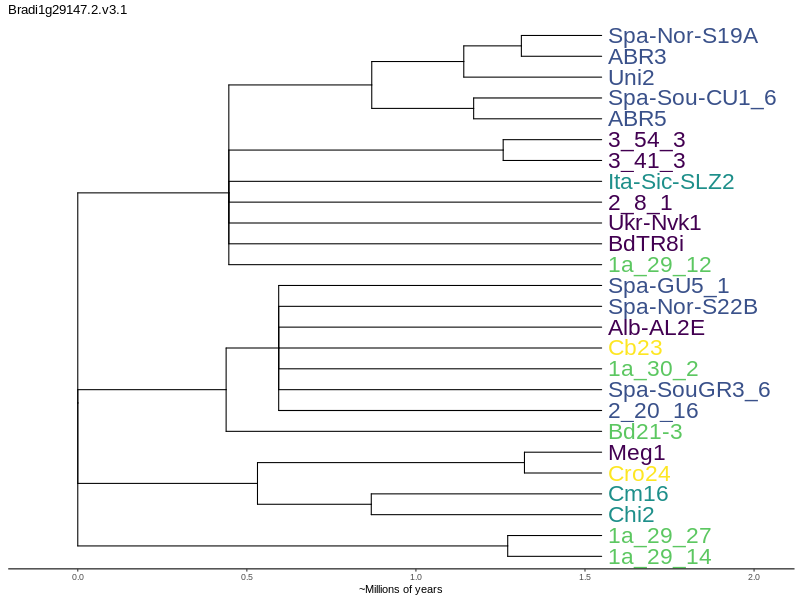 Bradi1g29147.2.v3.1
Spa-Nor-S19A
ABR3
Uni2
Spa-Sou-CU1_6
ABR5
3_54_3
3_41_3
Ita-Sic-SLZ2
2_8_1
Ukr-Nvk1
BdTR8i
1a_29_12
Spa-GU5_1
Spa-Nor-S22B
Alb-AL2E
Cb23
1a_30_2
Spa-SouGR3_6
2_20_16
Bd21-3
Meg1
Cro24
Cm16
Chi2
1a_29_27
1a_29_14
0.0 0.5 1.0 1.5 2.0
~Millions of years